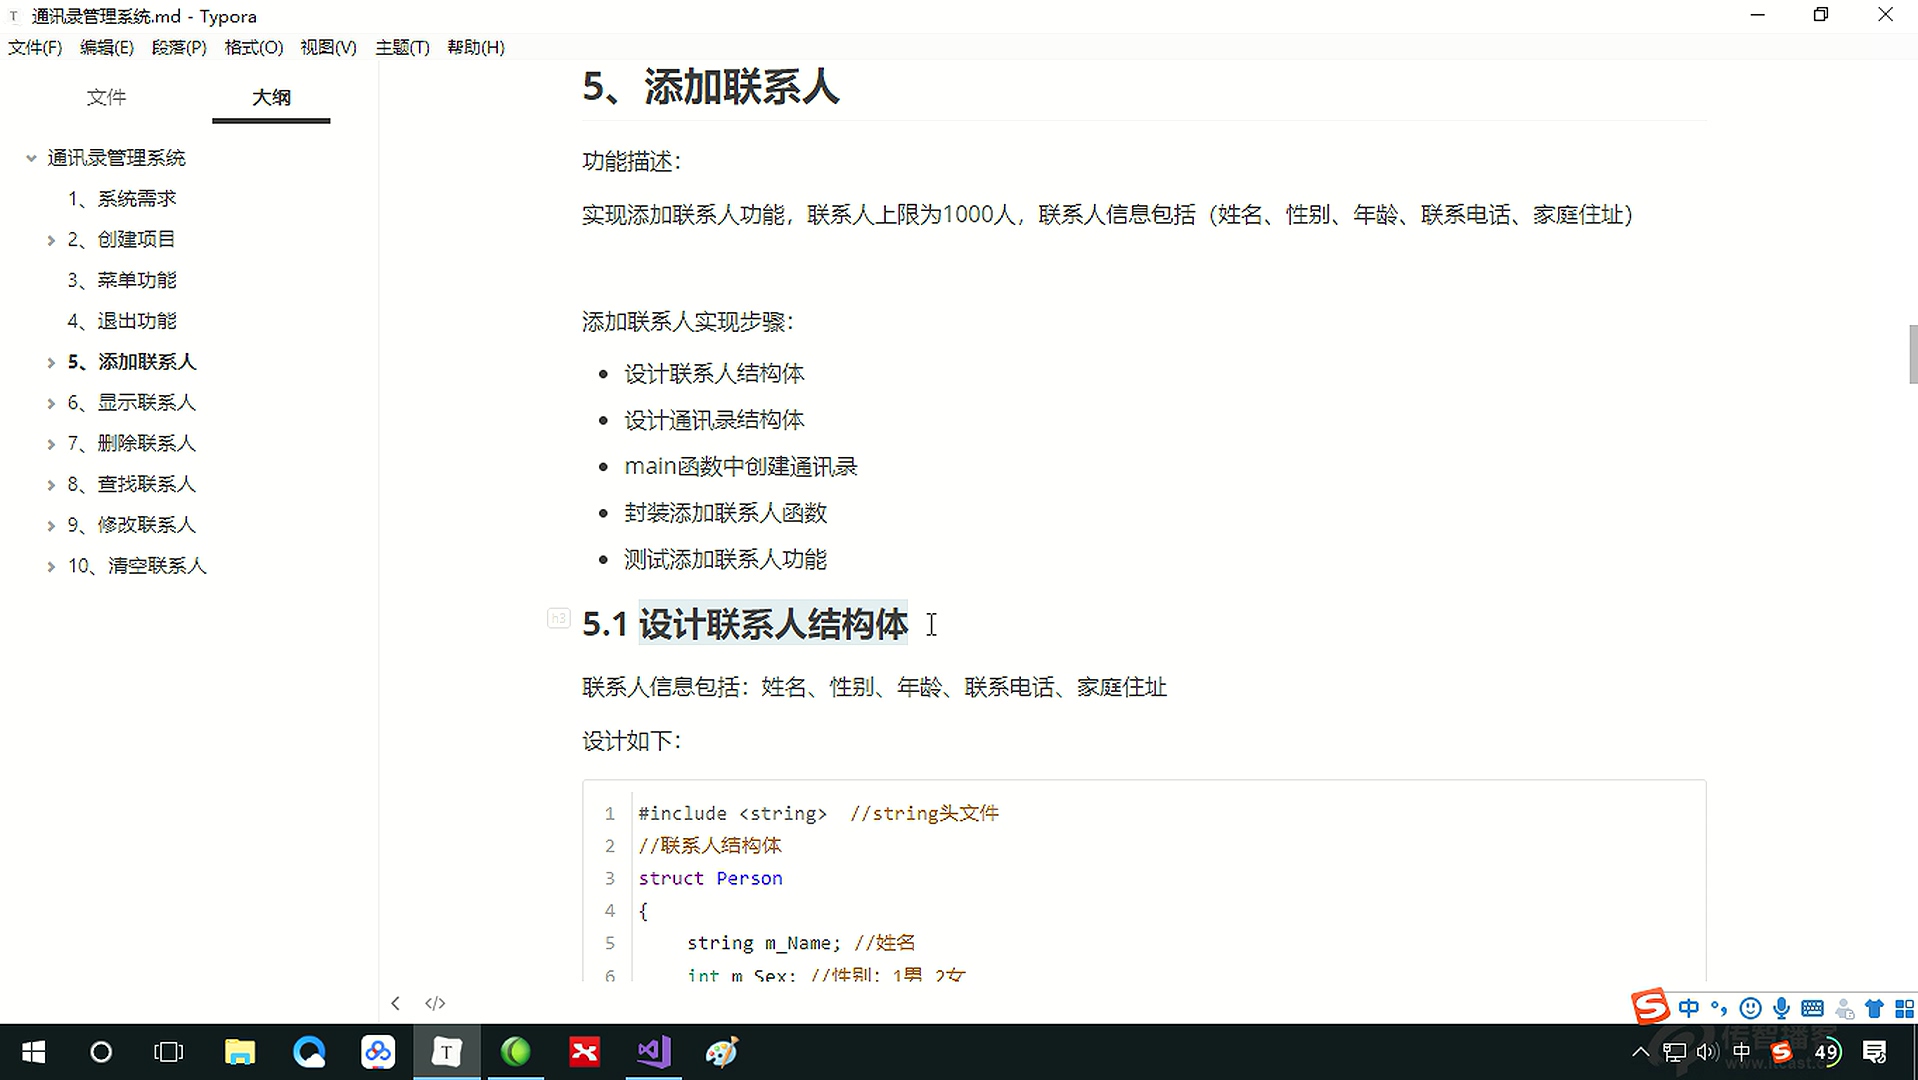 通讯录管理系统.md - Typora
文件(F) 编辑(E) 段落(P) 格式(O) 视图(V) 主题(T) 帮助(H)
文件 大纲
通讯录管理系统
1、系统需求
2、创建项目
3、菜单功能
4、退出功能
5、添加联系人
6、显示联系人
7、删除联系人
8、查找联系人
9、修改联系人
10、清空联系人
5、添加联系人
功能描述：
实现添加联系人功能，联系人上限为1000人，联系人信息包括（姓名、性别、年龄、联系电话、家庭住址）
添加联系人实现步骤：
设计联系人结构体
设计通讯录结构体
main函数中创建通讯录
封装添加联系人函数
测试添加联系人功能
h3
5.1 设计联系人结构体
联系人信息包括：姓名、性别、年龄、联系电话、家庭住址
设计如下：
1 #include <string> //string头文件
2 //联系人结构体
3 struct Person
4 {
5 string m_Name; //姓名
6 int m_Sex; //性别：1男 2女
</>
中
中 49
传智播客